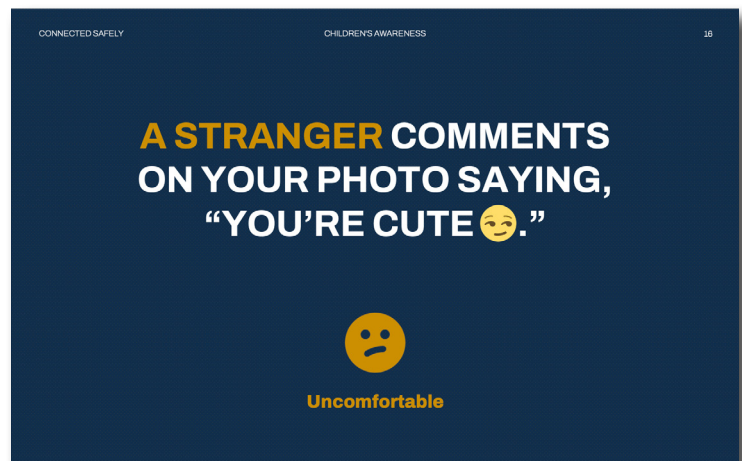 CONNECTED SAFELY
CHILDREN'S AWARENESS
16
A STRANGER COMMENTS
ON YOUR PHOTO SAYING,
“YOU’RE CUTE 😏.”
Uncomfortable